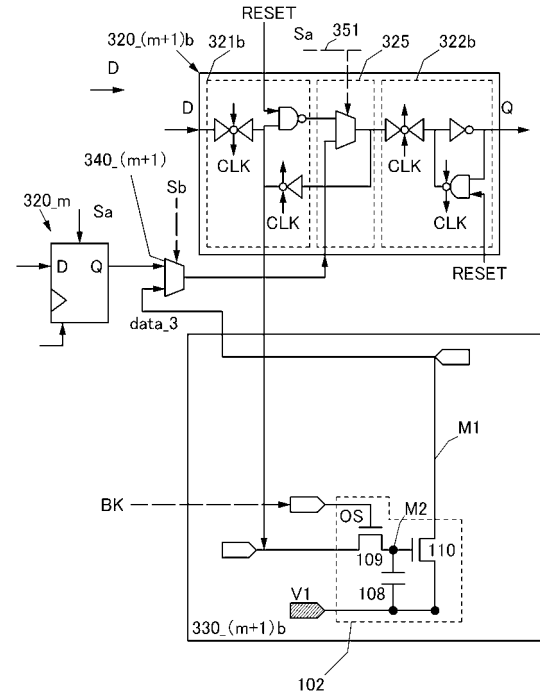 RESET
Sa
351
320_(m+1)b
321b
325
322b
D
D
Q
CLK
CLK
CLK
CLK
RESET
340_(m+1)
Sb
320_m
Sa
D
Q
data_3
M1
BK
OS
M2
109
110
108
V1
330_(m+1)b
102